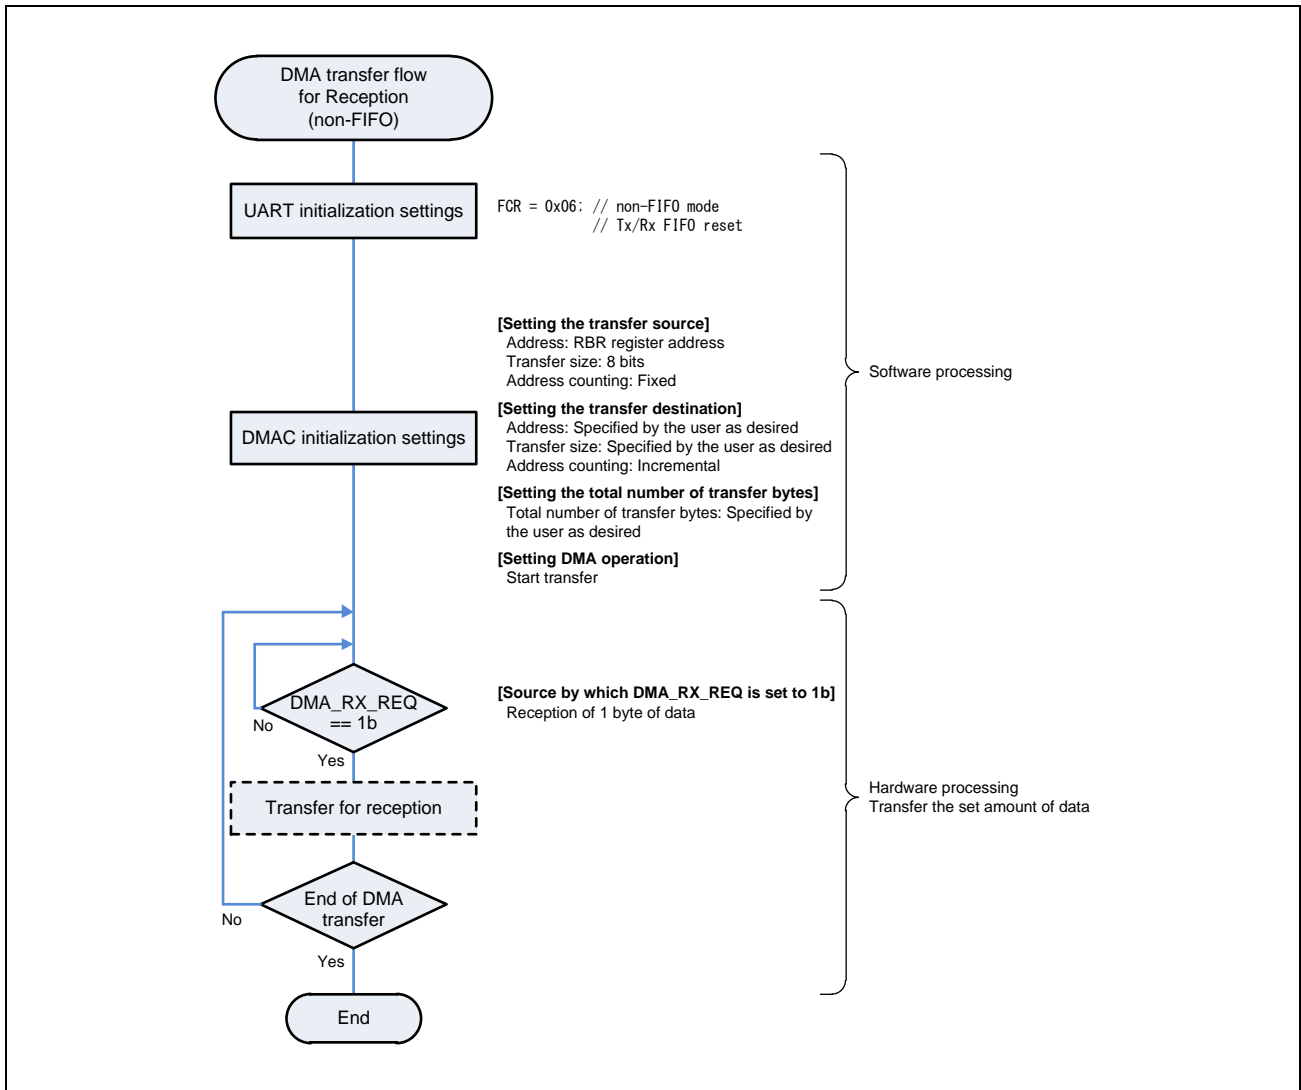 DMA transfer flow
for Reception
(non-FIFO)
UART initialization settings
FCR = 0x06; // non-FIFO mode
// Tx/Rx FIFO reset
[Setting the transfer source]
Address: RBR register address
Transfer size: 8 bits
Address counting: Fixed
Software processing
DMAC initialization settings
[Setting the transfer destination]
Address: Specified by the user as desired
Transfer size: Specified by the user as desired
Address counting: Incremental
[Setting the total number of transfer bytes]
Total number of transfer bytes: Specified by
the user as desired
[Setting DMA operation]
Start transfer
DMA_RX_REQ
== 1b
No
Yes
[Source by which DMA_RX_REQ is set to 1b]
Reception of 1 byte of data
Transfer for reception
Hardware processing
Transfer the set amount of data
End of DMA
transfer
No
Yes
End